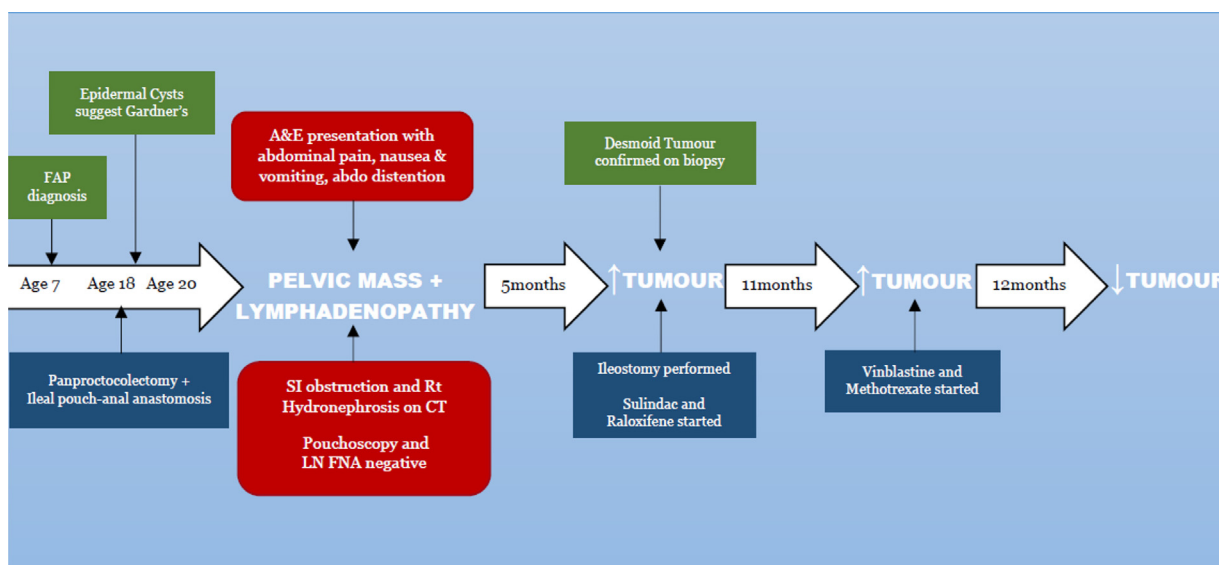 Epidermal Cysts
suggest Gardner's
FAP
diagnosis
A&E presentation with
abdominal pain, nausea &
vomiting, abdo distention
Desmoid Tumour
confirmed on biopsy
Age 7
Age 18
Age 20
PELVIC MASS +
LYMPHADENOPATHY
5months
↑TUMOUR
11months
↑TUMOUR
12months
↓TUMOUR
Panproctocolectomy +
Ileal pouch-anal anastomosis
SI obstruction and Rt
Hydronephrosis on CT
Pouchoscopy and
LN FNA negative
Ileostomy performed
Sulindac and
Raloxifene started
Vinblastine and
Methotrexate started